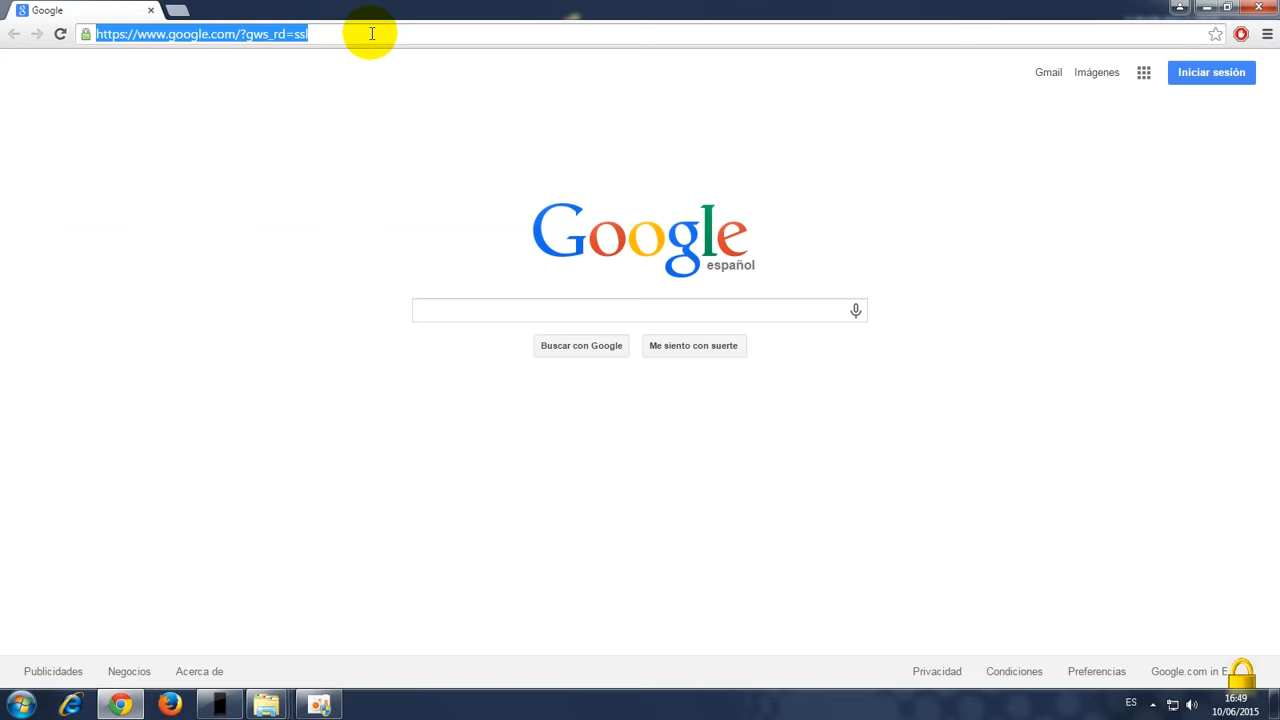 Google
https://www.google.com/?gws_rd=ssl
Gmail Imágenes Iniciar sesión
Google
español
Buscar con Google Me siento con suerte
Publicidades Negocios Acerca de Privacidad Condiciones Preferencias Google.com in E
ES
16:49
10/06/2015